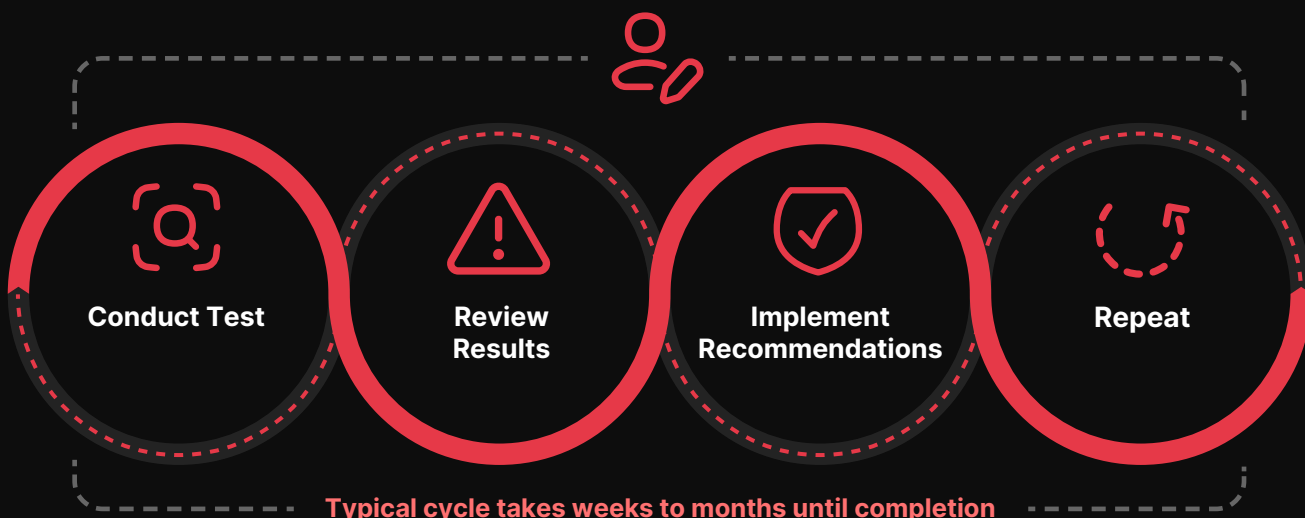 Conduct Test
Review
Results
Implement
Recommendations
Repeat
Typical cycle takes weeks to months until completion